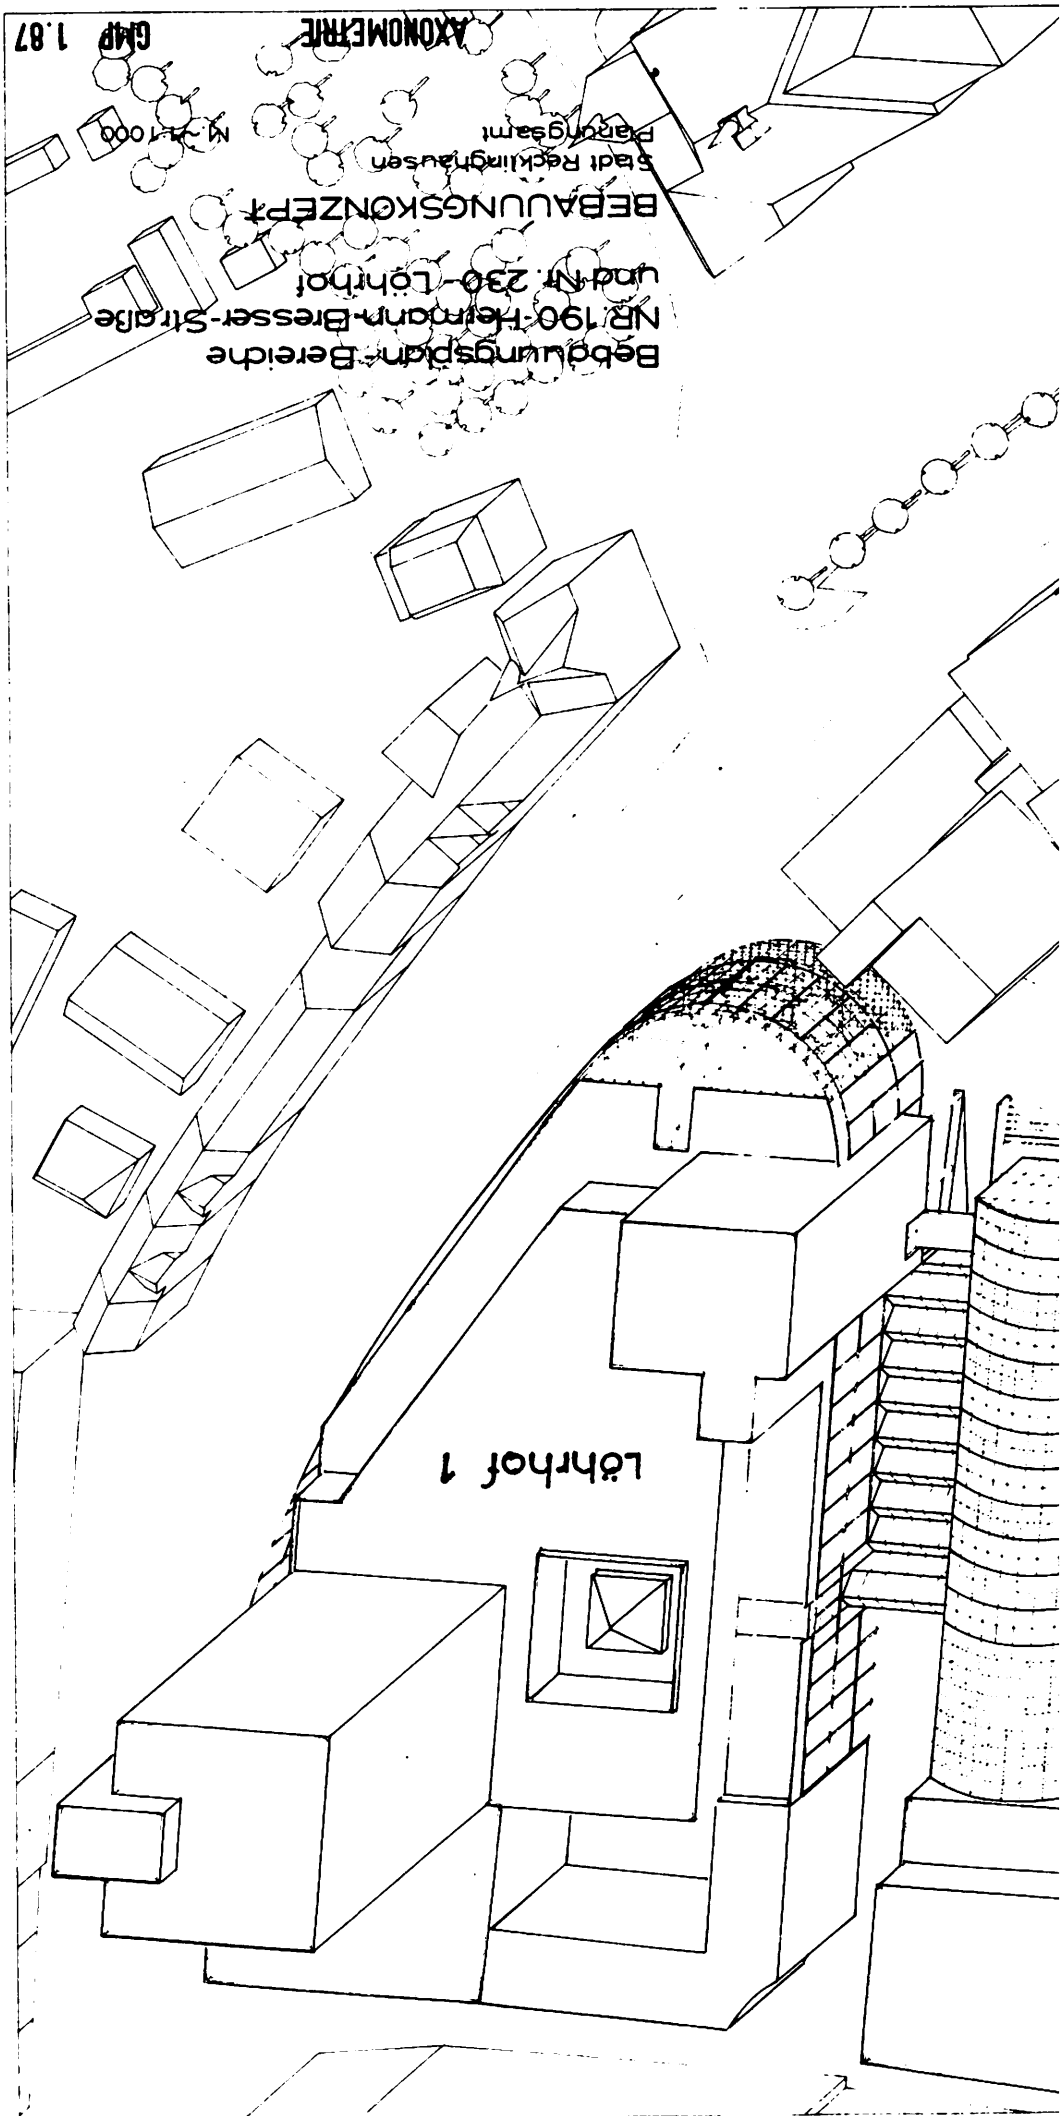 Löhrhof 1
Bebauungsplan-Bereiche
NR.190-Hermann-Bresser-Straße
und Nr. 230-Löhrhof
BEBAUUNGSKONZEPT
Stadt Recklinghausen
Planungsamt M.~1:1000
AXONOMETRIE GMP 1.87